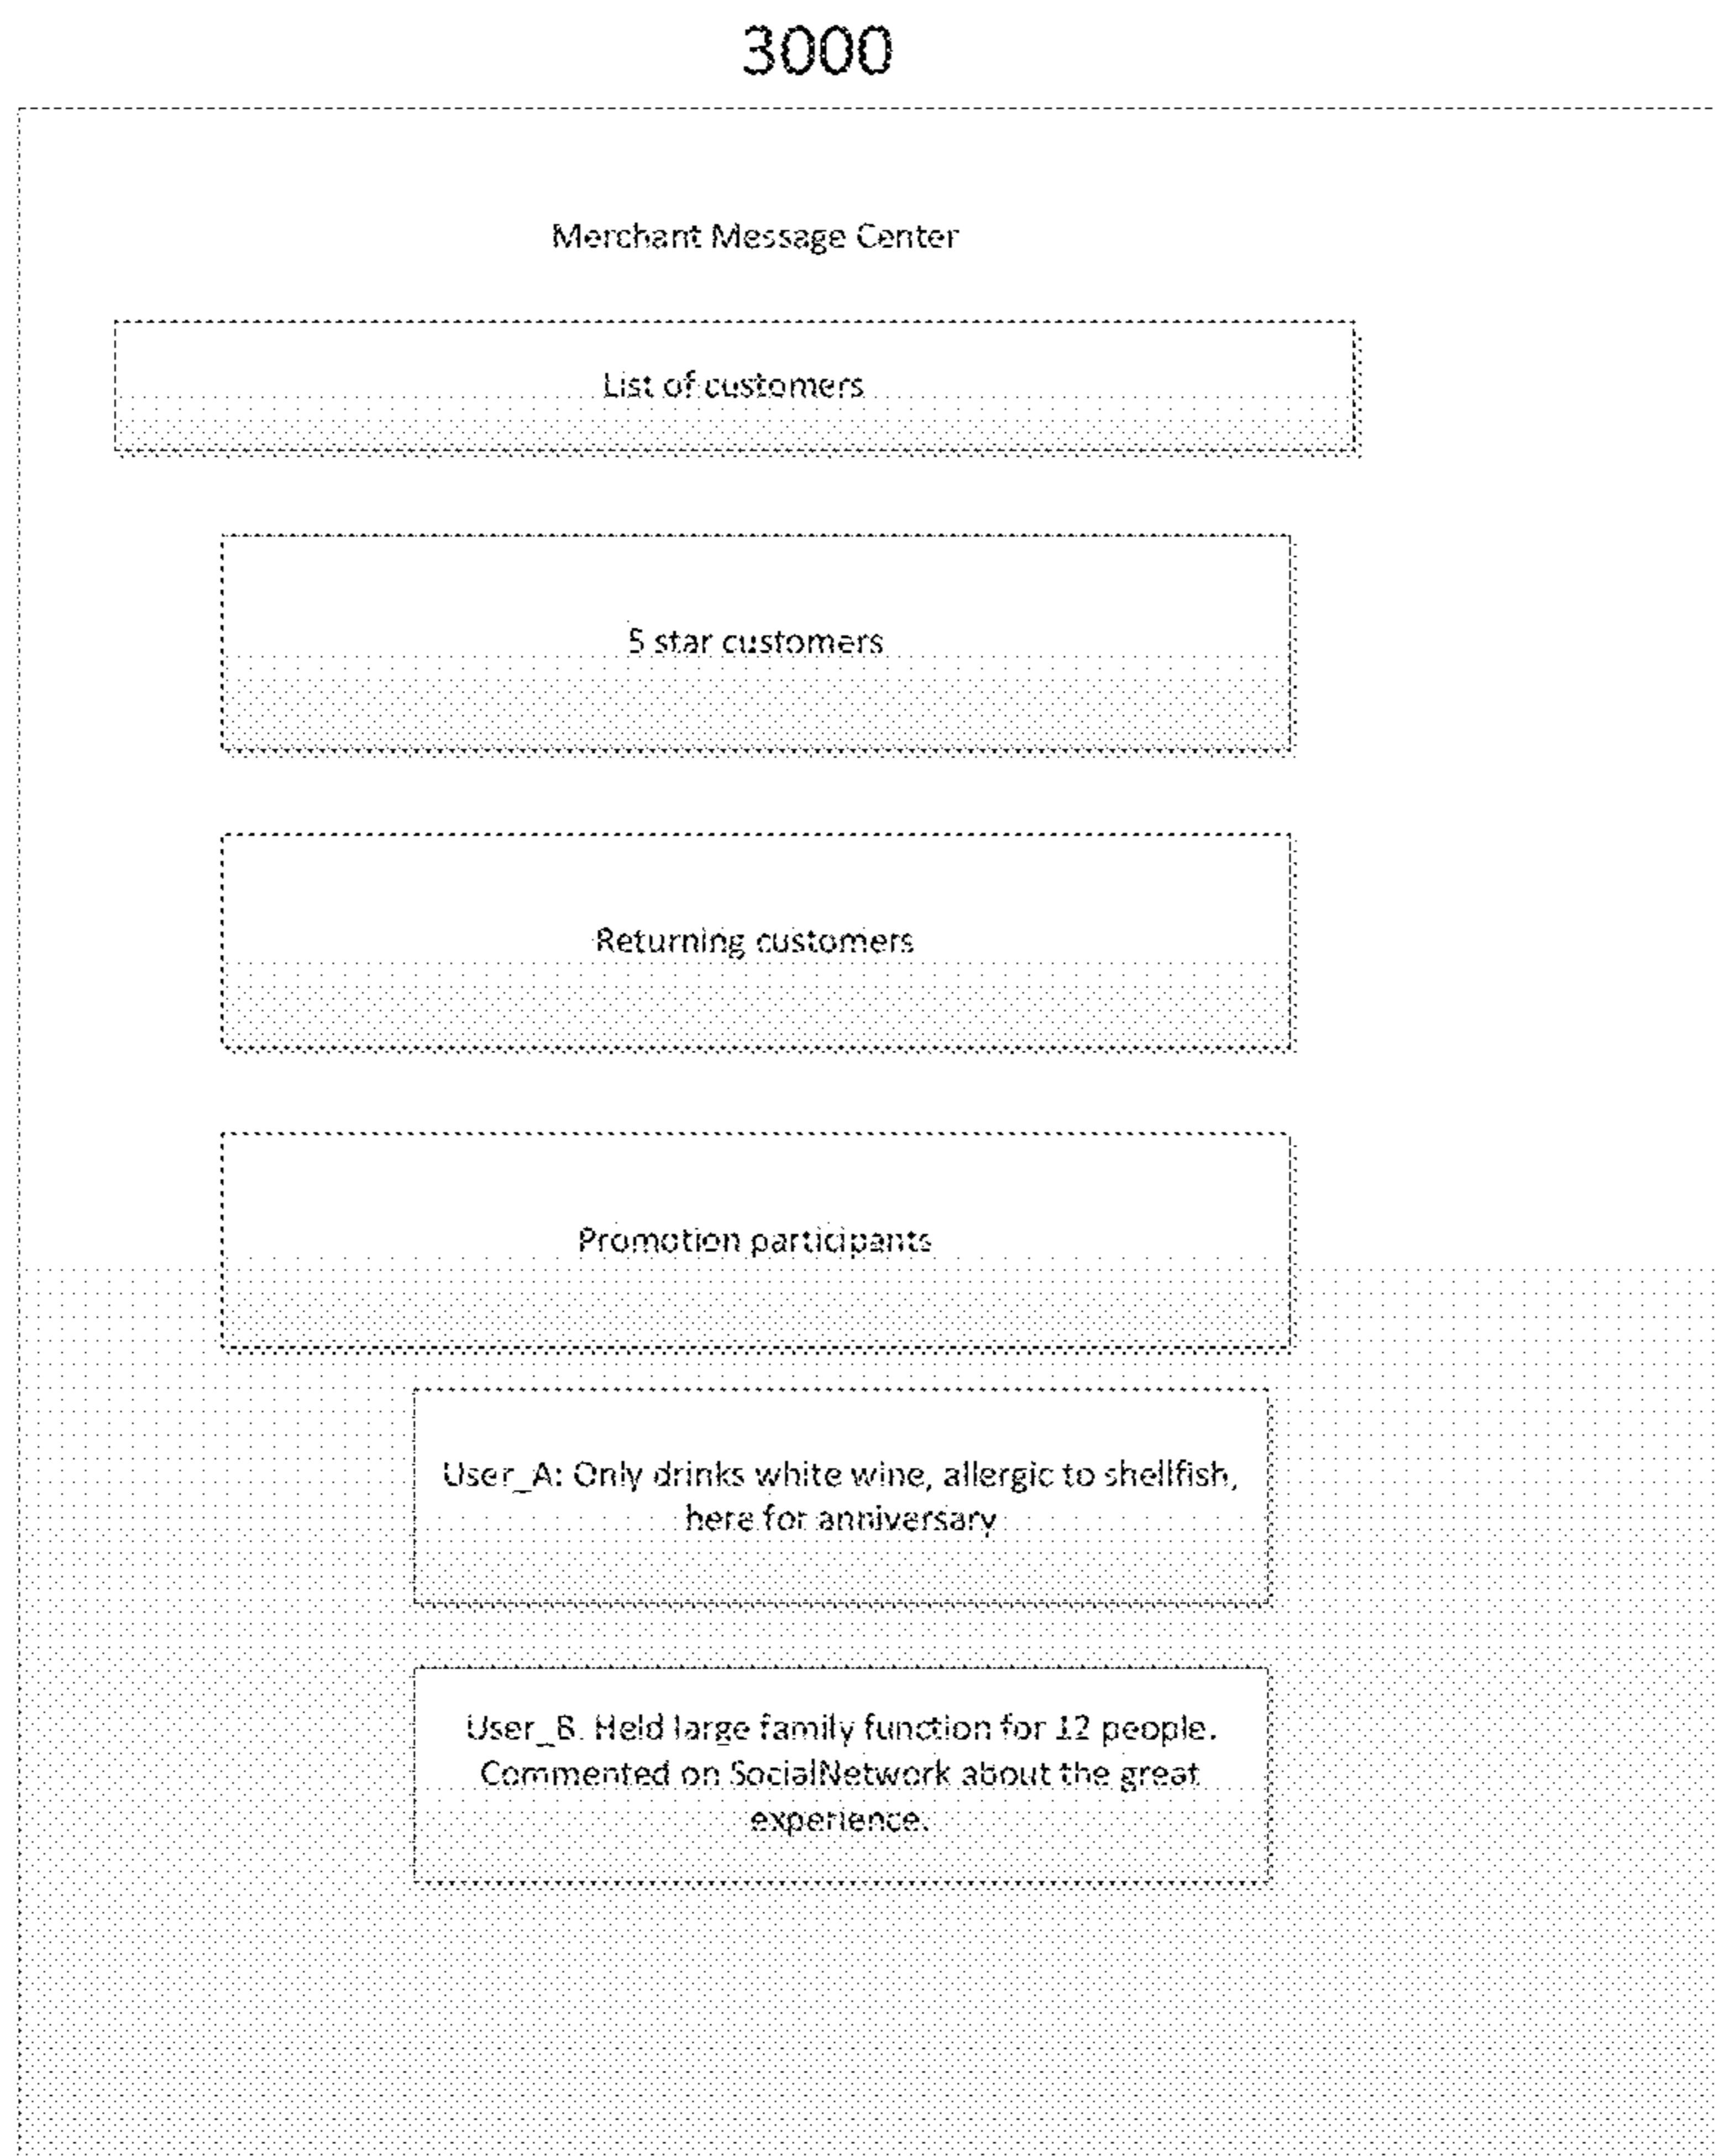 3000
Merchant Message Center
List of customers
5 star customers
Returning customers
Promotion participants
User_A: Only drinks white wine, allergic to shellfish,
here for anniversary
User_B. Held large family function for 12 people.
Commented on SocialNetwork about the great
experience.